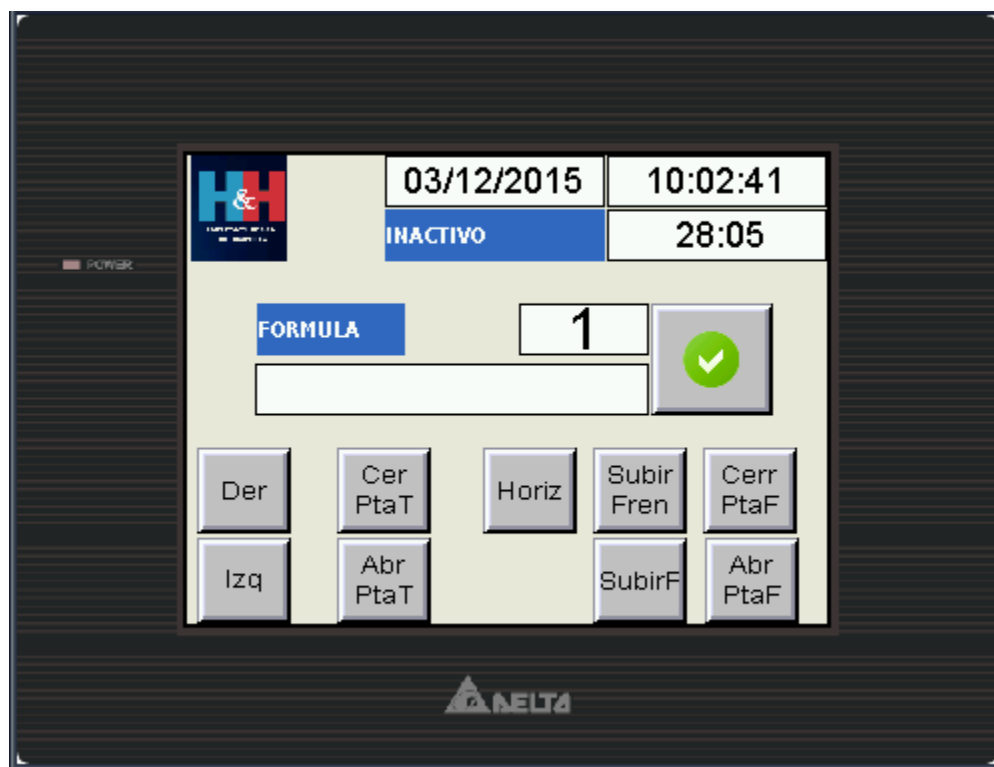 H&H
03/12/2015
10:02:41
INACTIVO
28:05
POWER
FORMULA
1
Der
Cer
PtaT
Horiz
Subir
Fren
Cerr
PtaF
Izq
Abr
PtaT
SubirF
Abr
PtaF
NELTA